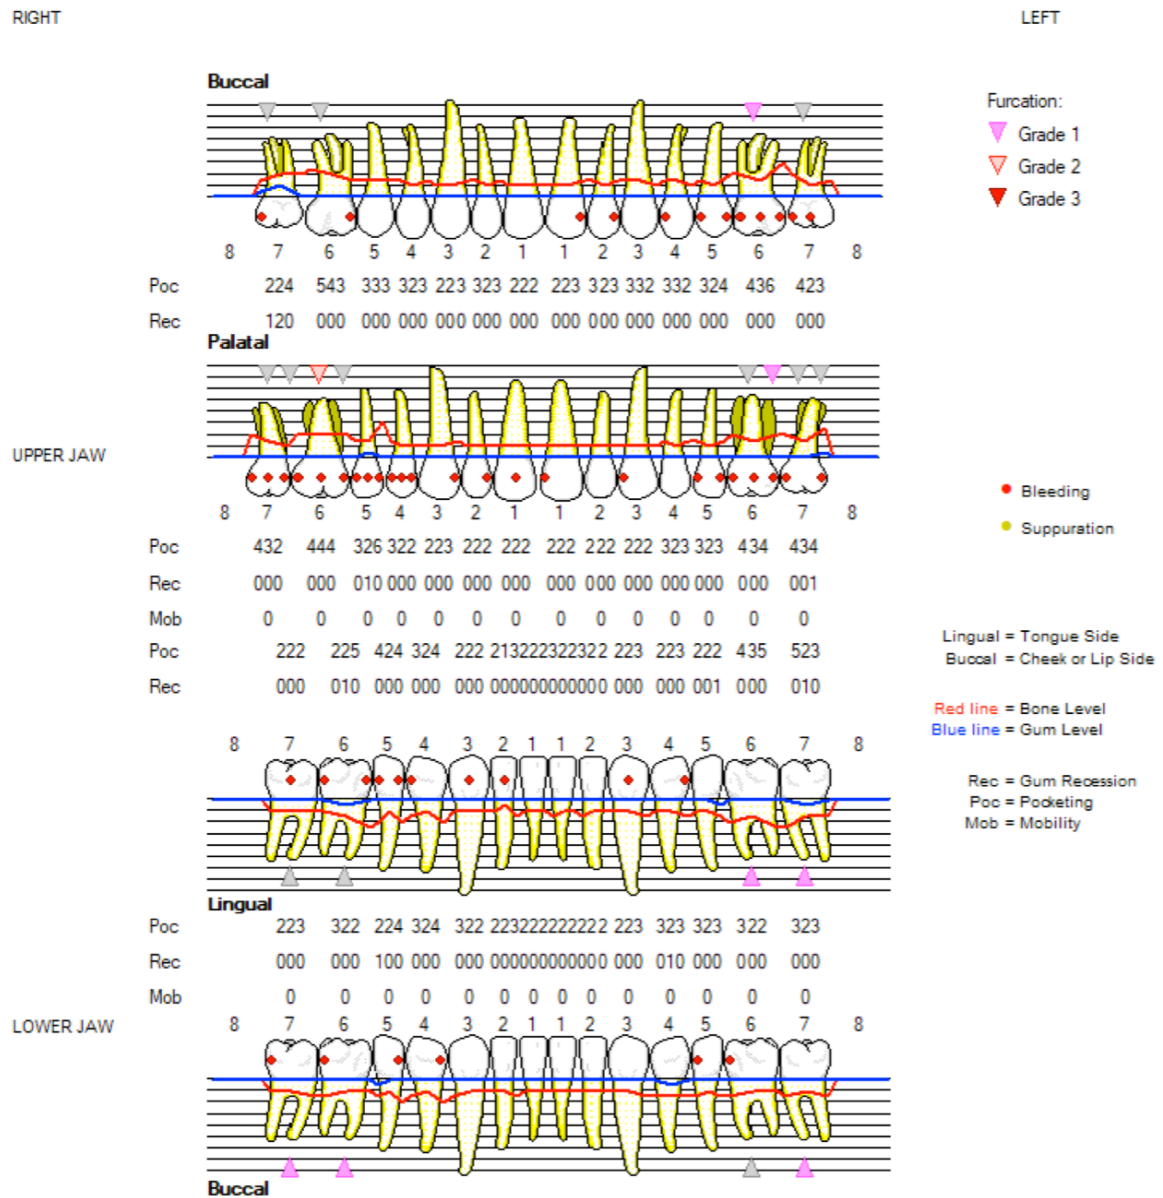 RIGHT LEFT
Buccal
Furcation:
Grade 1
Grade 2
Grade 3
8 7 6 5 4 3 2 1 1 2 3 4 5 6 7 8
Poc 224 543 333 323 223 323 222 223 323 332 332 324 436 423
Rec 120 000 000 000 000 000 000 000 000 000 000 000 000 000
Palatal
UPPER JAW
Bleeding
Suppuration
8 7 6 5 4 3 2 1 1 2 3 4 5 6 7 8
Poc 432 444 326 322 223 222 222 222 222 222 323 323 434 434
Rec 000 000 010 000 000 000 000 000 000 000 000 000 000 001
Mob 0 0 0 0 0 0 0 0 0 0 0 0 0 0
Poc 222 225 424 324 222 213222322322 223 223 222 435 523
Rec 000 010 000 000 000 000000000000 000 000 001 000 010
Lingual = Tongue Side
Buccal = Cheek or Lip Side
Red line = Bone Level
Blue line = Gum Level
Rec = Gum Recession
Poc = Pocketing
Mob = Mobility
8 7 6 5 4 3 2 1 1 2 3 4 5 6 7 8
Lingual
Poc 223 322 224 324 322 223222222222 223 323 323 322 323
Rec 000 000 100 000 000 000000000000 000 010 000 000 000
Mob 0 0 0 0 0 0 0 0 0 0 0 0 0 0
LOWER JAW
8 7 6 5 4 3 2 1 1 2 3 4 5 6 7 8
Buccal